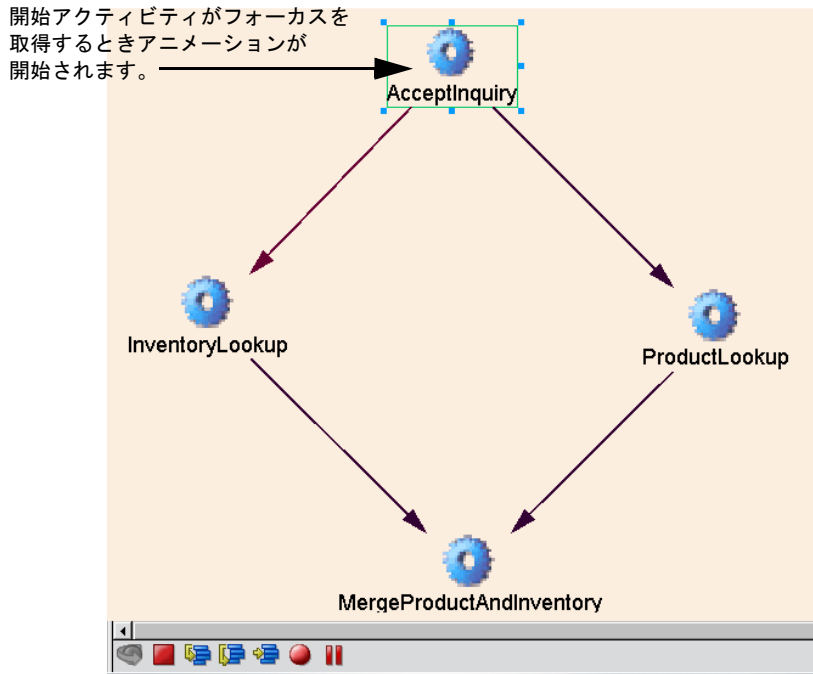 開始アクティビティがフォーカスを
取得するときアニメーションが
開始されます。
AcceptInquiry
InventoryLookup
ProductLookup
MergeProductAndInventory